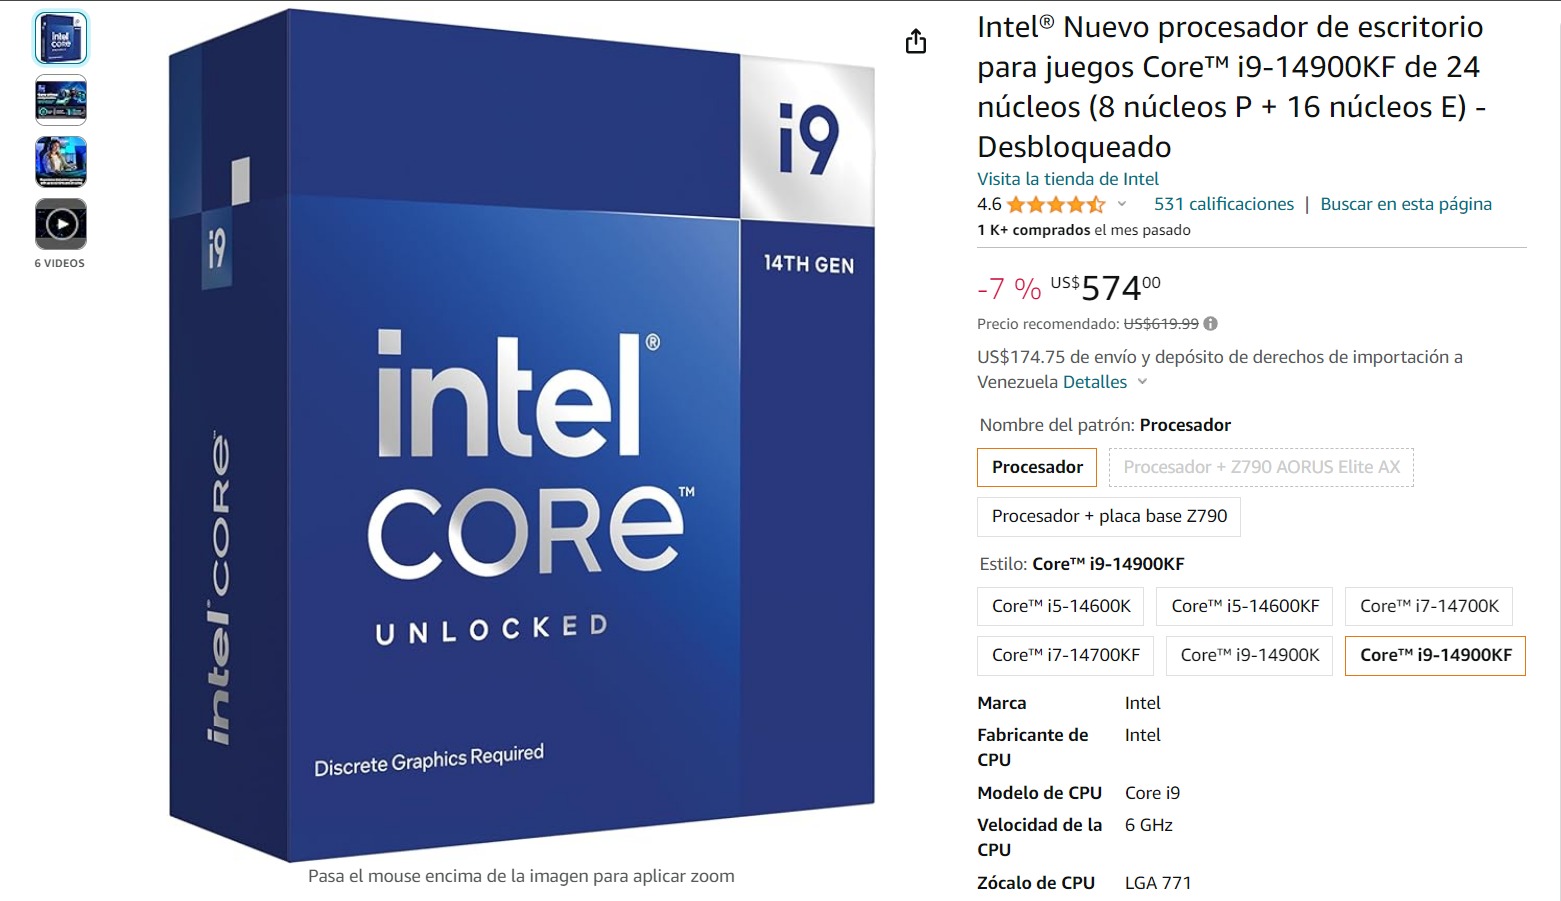 6 VIDEOS
i9
intel® CORE™
i9
14TH GEN
intel®
CORE™
UNLOCKED
Discrete Graphics Required
Pasa el mouse encima de la imagen para aplicar zoom
Intel® Nuevo procesador de escritorio
para juegos Core™ i9-14900KF de 24
núcleos (8 núcleos P + 16 núcleos E) -
Desbloqueado
Visita la tienda de Intel
4.6 531 calificaciones | Buscar en esta página
1 K+ comprados el mes pasado
-7 % US$57400
Precio recomendado: US$619.99
US$174.75 de envío y depósito de derechos de importación a
Venezuela Detalles
Nombre del patrón: Procesador
Procesador Procesador + Z790 AORUS Elite AX
Procesador + placa base Z790
Estilo: Core™ i9-14900KF
Core™ i5-14600K Core™ i5-14600KF Core™ i7-14700K
Core™ i7-14700KF Core™ i9-14900K Core™ i9-14900KF
Marca Intel
Fabricante de Intel
CPU
Modelo de CPU Core i9
Velocidad de la 6 GHz
CPU
Zócalo de CPU LGA 771